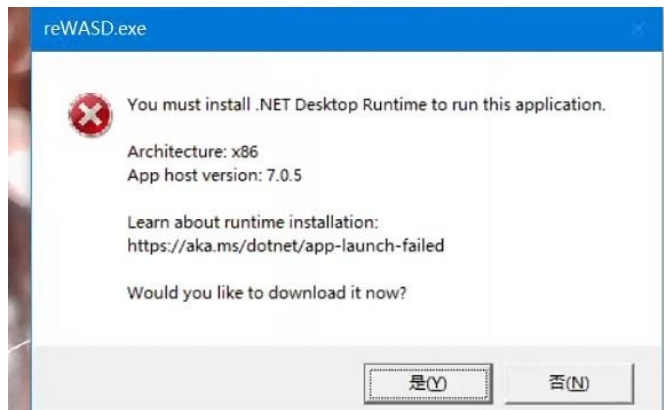 reWASD.exe
You must install .NET Desktop Runtime to run this application.
Architecture: x86
App host version: 7.0.5
Learn about runtime installation:
https://aka.ms/dotnet/app-launch-failed
Would you like to download it now?
是(Y)
否(N)